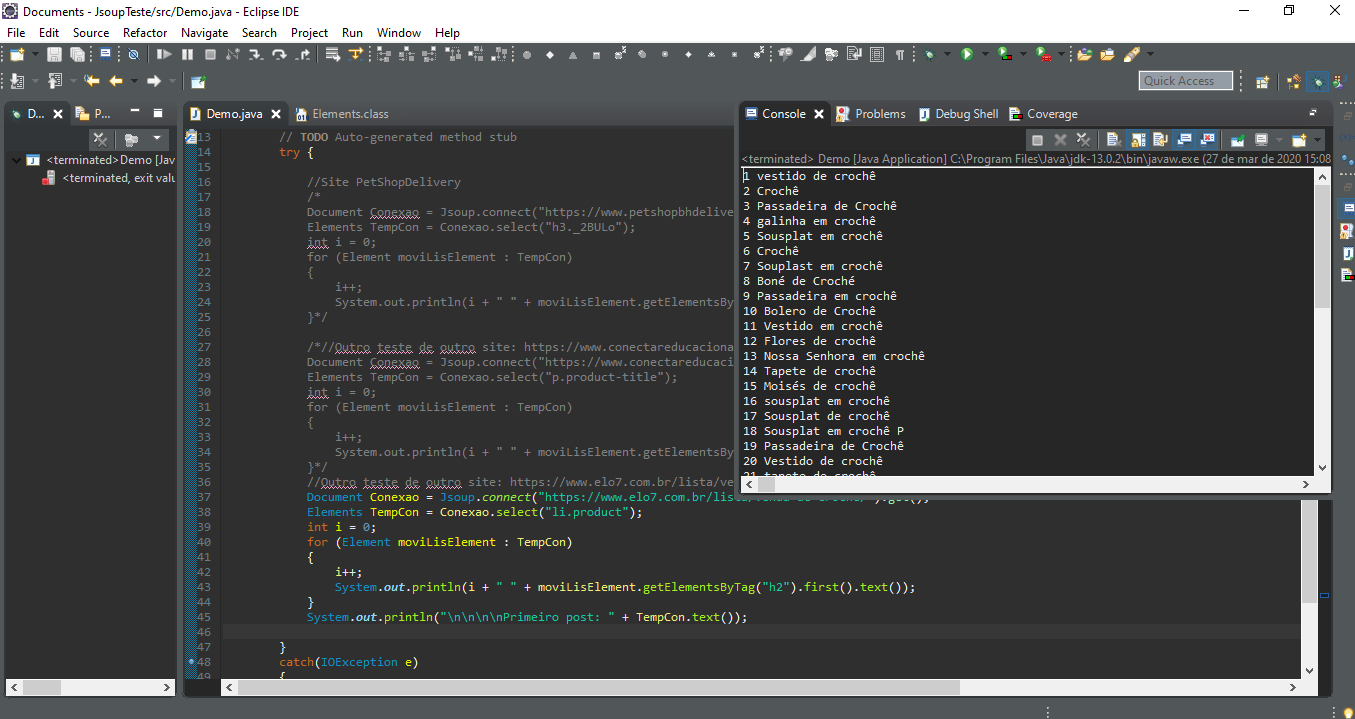 Documents - JsoupTeste/src/Demo.java - Eclipse IDE
File Edit Source Refactor Navigate Search Project Run Window Help
Quick Access
D... P...
<terminated>Demo [Jav
<terminated, exit valu
Demo.java Elements.class
13 // TODO Auto-generated method stub
14 try {
15
16 //Site PetShopDelivery
17 /*
18 Document Conexao = Jsoup.connect("https://www.petshopbhdelive
19 Elements TempCon = Conexao.select("h3._2BULo");
20 int i = 0;
21 for (Element moviLisElement : TempCon)
22 {
23 i++;
24 System.out.println(i + " " + moviLisElement.getElementsBy
25 }*/
26
27 /*//Outro teste de outro site: https://www.conectareducaciona
28 Document Conexao = Jsoup.connect("https://www.conectareducaci
29 Elements TempCon = Conexao.select("p.product-title");
30 int i = 0;
31 for (Element moviLisElement : TempCon)
32 {
33 i++;
34 System.out.println(i + " " + moviLisElement.getElementsBy
35 }*/
36 //Outro teste de outro site: https://www.elo7.com.br/lista/ve
37 Document Conexao = Jsoup.connect("https://www.elo7.com.br/lista/
38 Elements TempCon = Conexao.select("li.product");
39 int i = 0;
40 for (Element moviLisElement : TempCon)
41 {
42 i++;
43 System.out.println(i + " " + moviLisElement.getElementsByTag("h2").first().text());
44 }
45 System.out.println("\n\n\n\nPrimeiro post: " + TempCon.text());
46
47 }
48 catch(IOException e)
49 {
Console Problems Debug Shell Coverage
<terminated> Demo [Java Application] C:\Program Files\Java\jdk-13.0.2\bin\javaw.exe (27 de mar de 2020 15:08
1 vestido de crochê
2 Crochê
3 Passadeira de Crochê
4 galinha em crochê
5 Sousplat em crochê
6 Crochê
7 Souplast em crochê
8 Boné de Croché
9 Passadeira em crochê
10 Bolero de Crochê
11 Vestido em crochê
12 Flores de crochê
13 Nossa Senhora em crochê
14 Tapete de crochê
15 Moisés de crochê
16 sousplat em crochê
17 Sousplat de crochê
18 Sousplat em crochê P
19 Passadeira de Crochê
20 Vestido de crochê
21 tapete de crochê